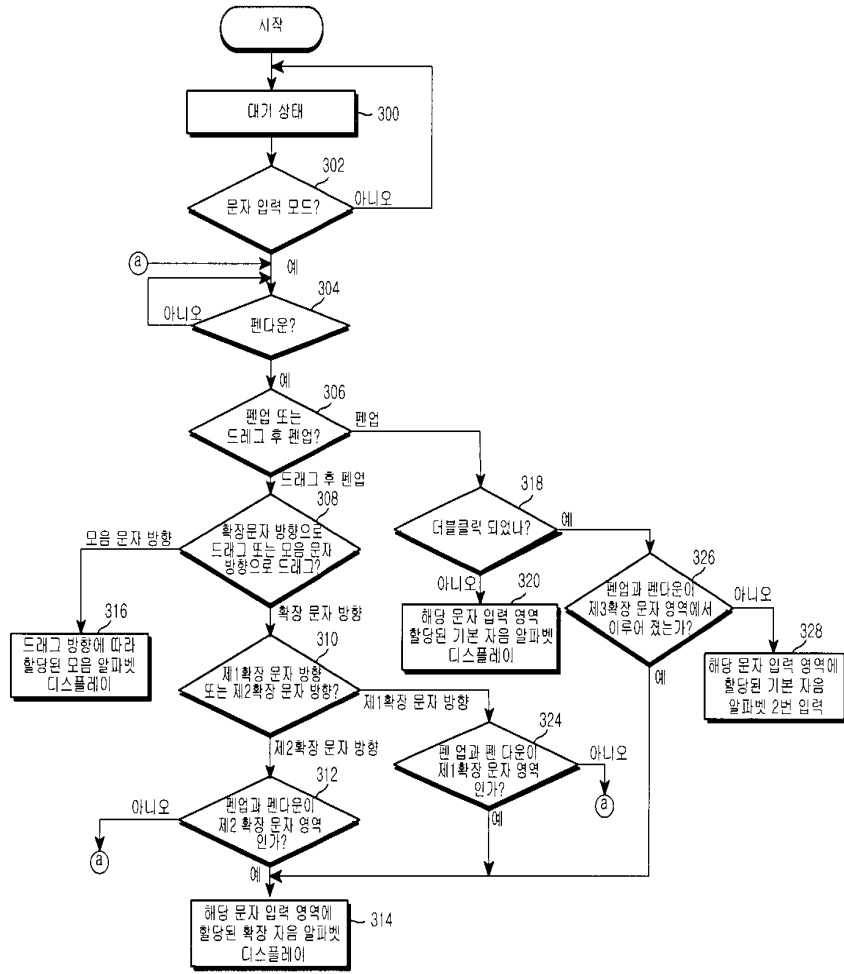 시작
대기 상태
300
302
문자 입력 모드?
아니오
a
예
304
아니오
펜다운?
예
306
펜업 또는
드레그 후 펜업?
펜업
드래그 후 펜업
308
확장문자 방향으로
드래그 또는 모음 문자
방향으로 드래그?
모음 문자 방향
318
더블클릭 되었나?
예
아니오
320
해당 문자 입력 영역
할당된 기본 자음 알파벳
디스플레이
326
펜업과 펜다운이
제3확장 문자 영역에서
이루어 졌는가?
아니오
예
328
해당 문자 입력 영역에
할당된 기본 자음
알파벳 2번 입력
316
드래그 방향에 따라
할당된 모음 알파벳
디스플레이
확장 문자 방향
310
제1확장 문자 방향
또는 제2확장 문자 방향?
제1확장 문자 방향
제2확장 문자 방향
324
펜 업과 펜 다운이
제1확장 문자 영역
인가?
아니오
a
예
312
펜업과 펜다운이
제2 확장 문자 영역
인가?
아니오
a
예
해당 문자 입력 영역에
할당된 확장 자음 알파벳
디스플레이
314